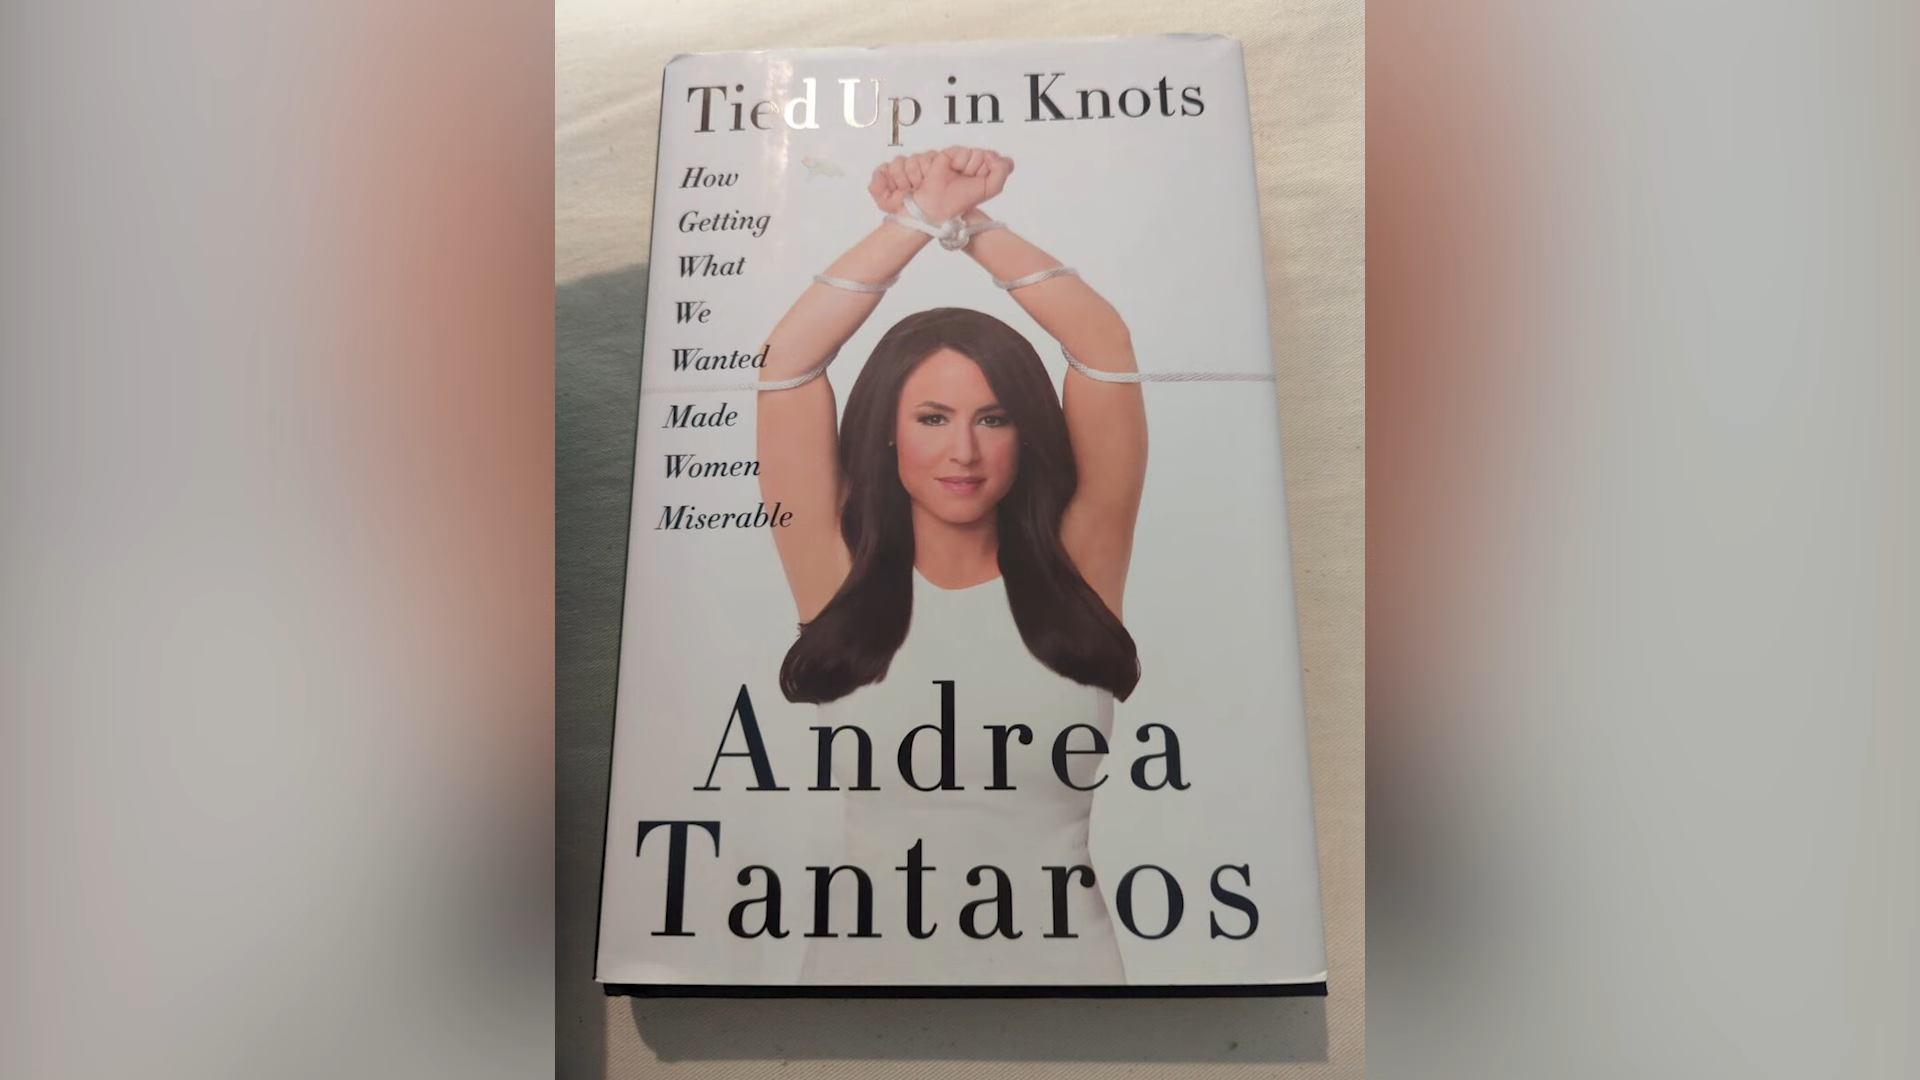 Tied Up in Knots
How
Getting
What
We
Wanted
Made
Women
Miserable
Andrea
Tantaros